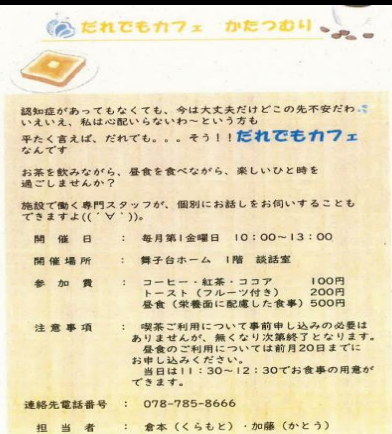 だれでもカフェ かたつむり
認知症があってもなくても、今は大丈夫だけどこの先不安だわ
いえいえ、私は心配いらないわ~という方も
平たく言えば、だれでも。。。そう!!だれでもカフェ
なんです
お茶を飲みながら、昼食を食べながら、楽しいひと時を
過ごしませんか?
施設で働く専門スタッフが、個別にお話しをお伺いすることも
できますよ((´∀`))。
開 催 日 : 毎月第1金曜日 10:00~13:00
開催場所 : 舞子台ホーム 1階 談話室
参 加 費 : コーヒー・紅茶・ココア 100円
トースト(フルーツ付き) 200円
昼食(栄養面に配慮した食事)500円
注意事項 : 喫茶ご利用について事前申し込みの必要は
ありませんが、無くなり次第終了となります。
昼食のご利用については前月20日までに
お申し込みください。
当日は11:30~12:30でお食事の用意が
できます。
連絡先電話番号 : 078-785-8666
担 当 者 : 倉本(くらもと)・加藤(かとう)